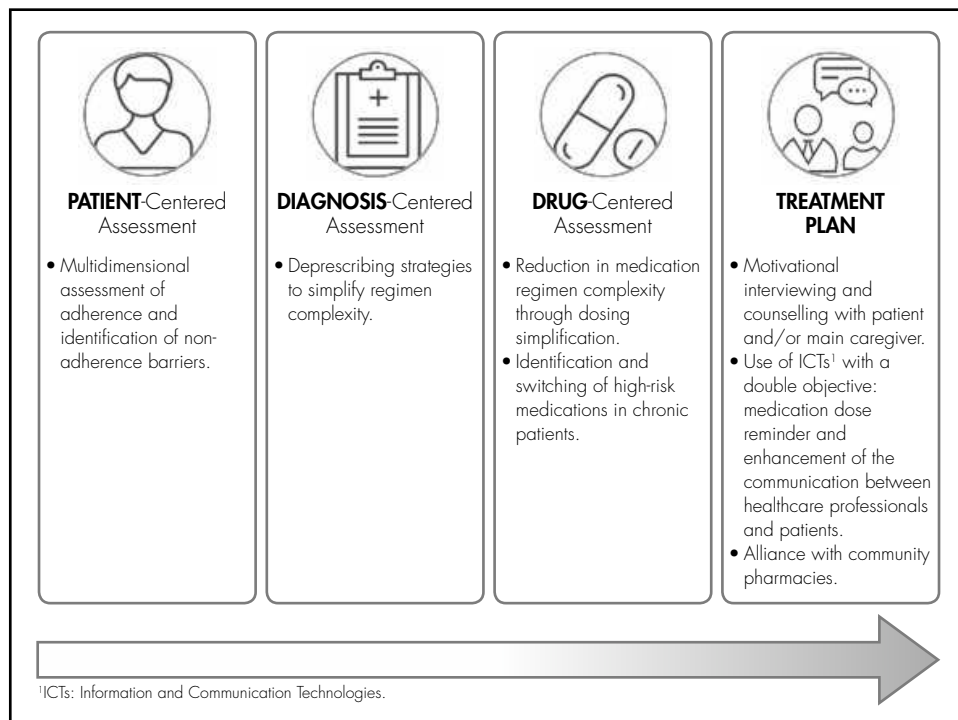 PATIENT-Centered
Assessment
• Multidimensional
assessment of
adherence and
identification of non-
adherence barriers.
DIAGNOSIS-Centered
Assessment
• Deprescribing strategies
to simplify regimen
complexity.
DRUG-Centered
Assessment
• Reduction in medication
regimen complexity
through dosing
simplification.
• Identification and
switching of high-risk
medications in chronic
patients.
TREATMENT
PLAN
• Motivational
interviewing and
counselling with patient
and/or main caregiver.
• Use of ICTs¹ with a
double objective:
medication dose
reminder and
enhancement of the
communication between
healthcare professionals
and patients.
• Alliance with community
pharmacies.
¹ICTs: Information and Communication Technologies.